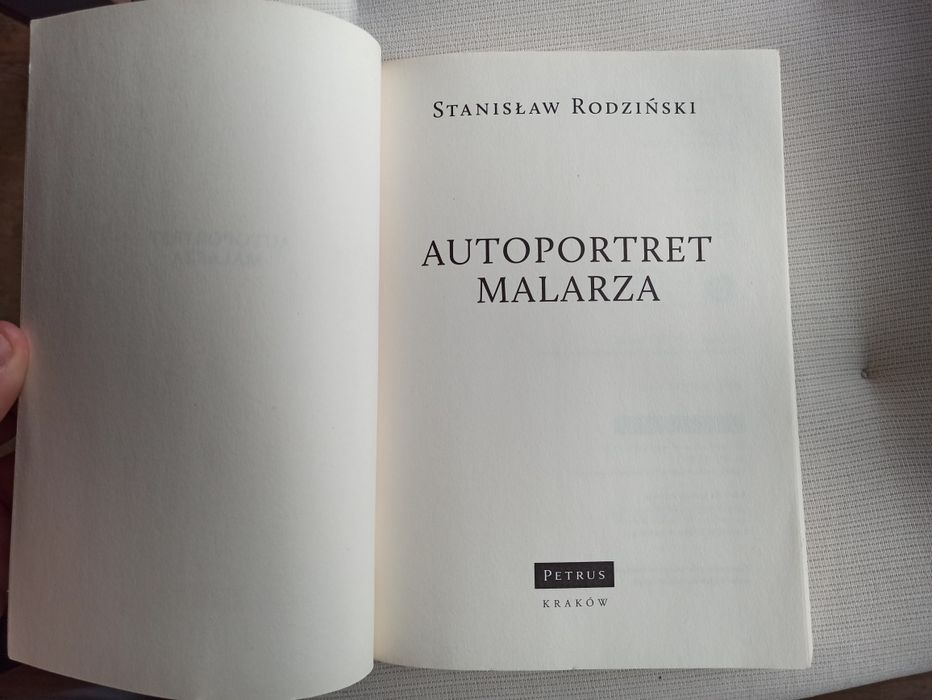 STANISŁAW RODZIŃSKI
AUTOPORTRET
MALARZA
PETRUS
KRAKÓW